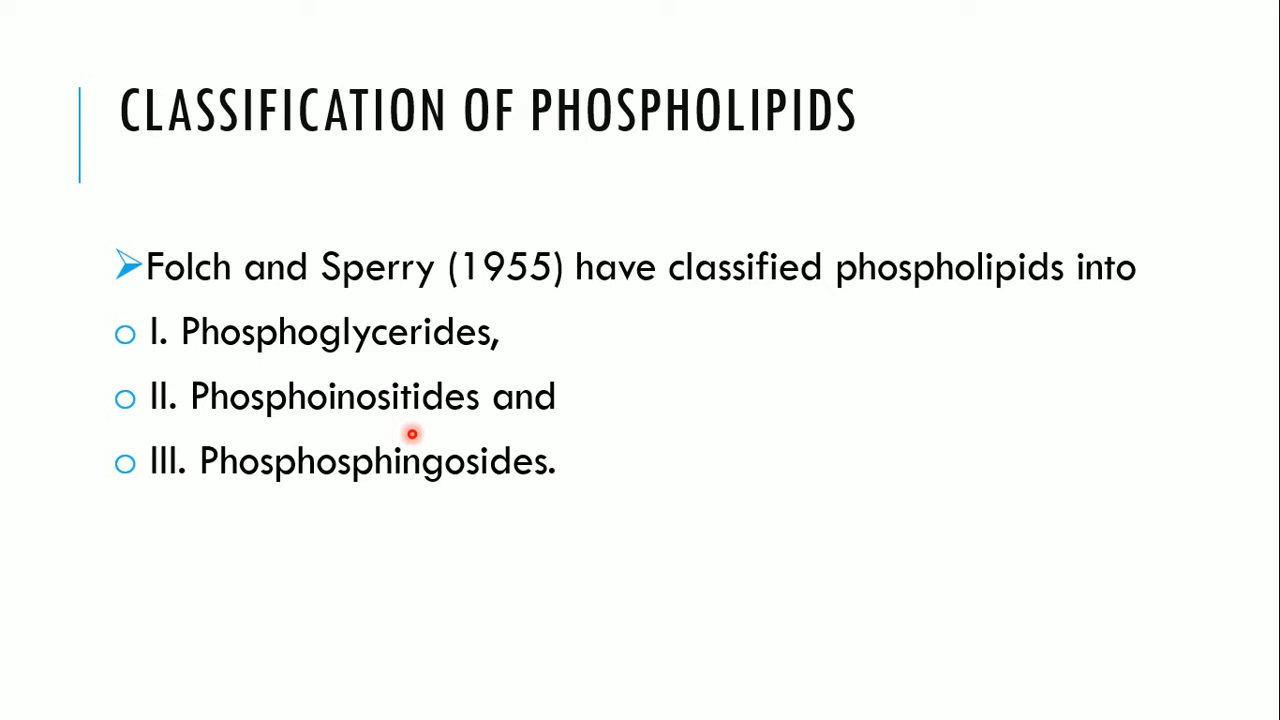 CLASSIFICATION OF PHOSPHOLIPIDS
Folch and Sperry (1955) have classified phospholipids into
I. Phosphoglycerides,
II. Phosphoinositides and
III. Phosphosphingosides.